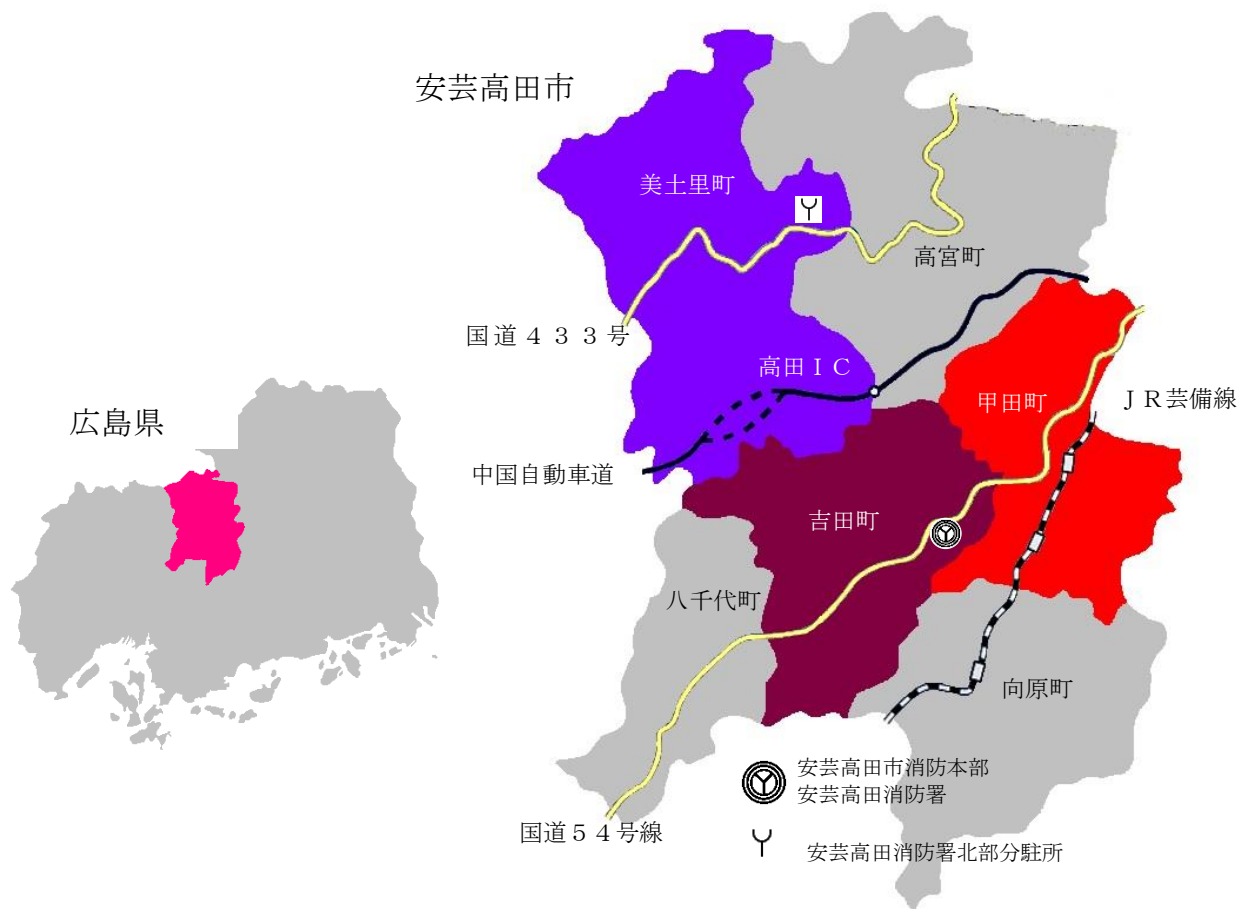 安芸高田市
美土里町
高宮町
国道４３３号
高田ＩＣ
甲田町
ＪＲ芸備線
広島県
中国自動車道
吉田町
八千代町
向原町
安芸高田市消防本部
安芸高田消防署
国道５４号線
安芸高田消防署北部分駐所